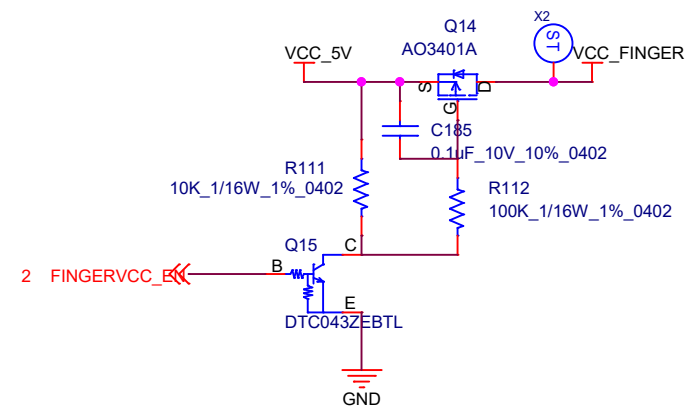 X2
Q14
ST
VCC_5V
AO3401A
VCC_FINGER
S
D
G
C185
0.1uF_10V_10%_0402
R111
10K_1/16W_1%_0402
R112
100K_1/16W_1%_0402
Q15
C
B
2 FINGERVCC_EN
E
DTC043ZEBTL
GND